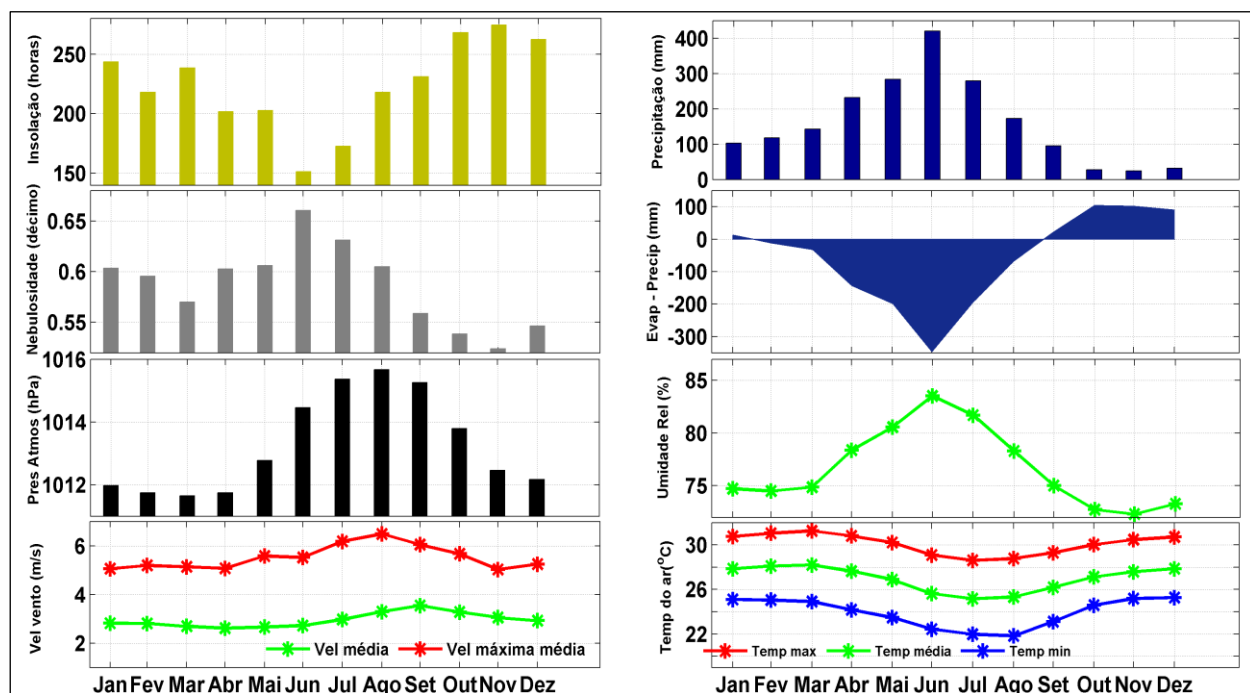 Insolação (horas)
250
200
150
Nebulosidade (décimo)
0.65
0.6
0.55
Pres Atmos (hPa)
1016
1014
1012
Vel vento (m/s)
6
4
2
Vel média
Vel máxima média
Jan Fev Mar Abr Mai Jun Jul Ago Set Out Nov Dez
Precipitação (mm)
400
300
200
100
0
Evap - Precip (mm)
100
0
-100
-200
-300
Umidade Rel (%)
85
80
75
Temp do ar(°C)
30
26
22
Temp max
Temp média
Temp min
Jan Fev Mar Abr Mai Jun Jul Ago Set Out Nov Dez